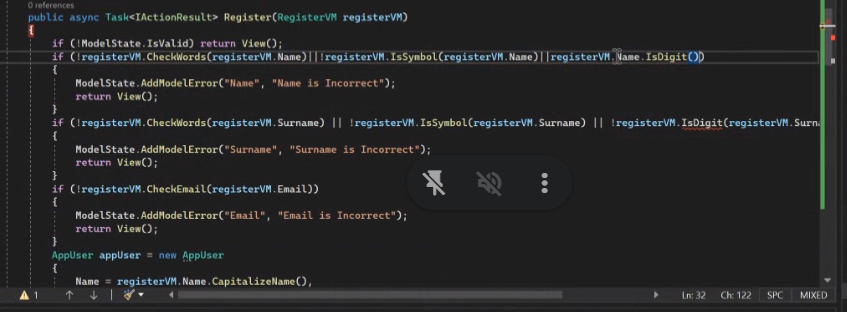 0 references
public async Task<IActionResult> Register(RegisterVM registerVM)
{
if (!ModelState.IsValid) return View();
if (!registerVM.CheckWords(registerVM.Name)||!registerVM.IsSymbol(registerVM.Name)||registerVM.Name.IsDigit())
{
ModelState.AddModelError("Name", "Name is Incorrect");
return View();
}
if (!registerVM.CheckWords(registerVM.Surname) || !registerVM.IsSymbol(registerVM.Surname) || !registerVM.IsDigit(registerVM.Surna
{
ModelState.AddModelError("Surname", "Surname is Incorrect");
return View();
}
if (!registerVM.CheckEmail(registerVM.Email))
{
ModelState.AddModelError("Email", "Email is Incorrect");
return View();
}
AppUser appUser = new AppUser
{
Name = registerVM.Name.CapitalizeName(),
1 Ln: 32 Ch: 122 SPC MIXED